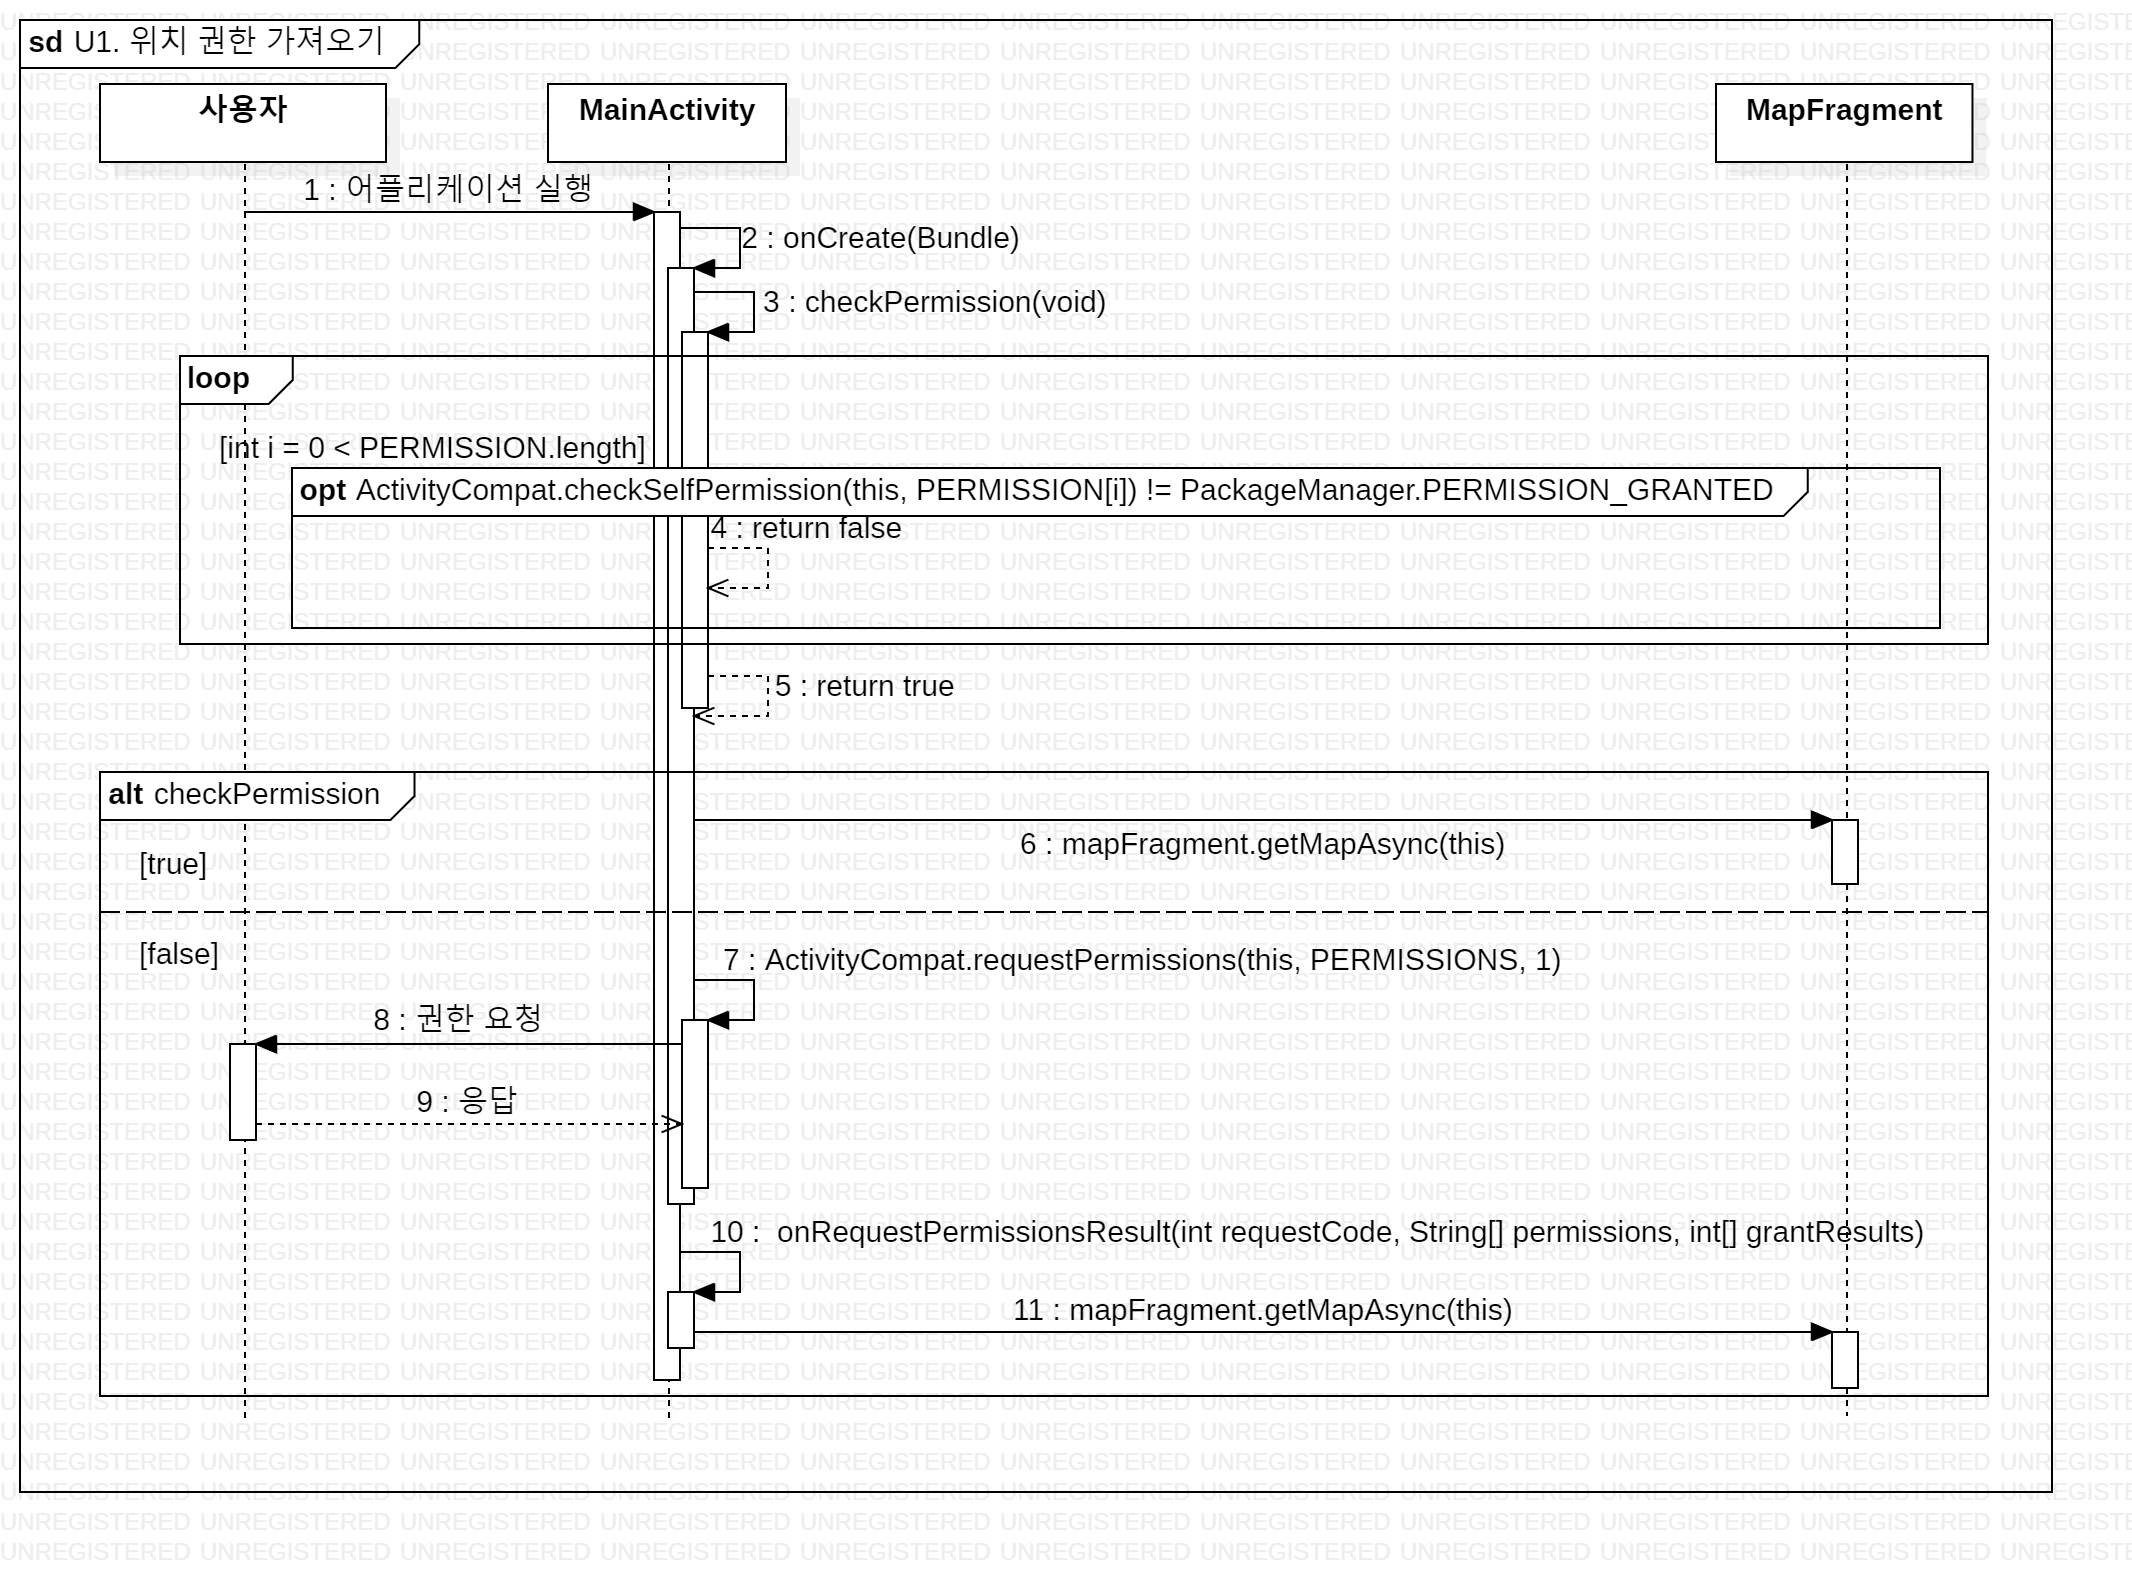 sd U1. 위치 권한 가져오기
사용자
MainActivity
MapFragment
1 : 어플리케이션 실행
2 : onCreate(Bundle)
3 : checkPermission(void)
loop
[int i = 0 < PERMISSION.length]
opt ActivityCompat.checkSelfPermission(this, PERMISSION[i]) != PackageManager.PERMISSION_GRANTED
4 : return false
5 : return true
alt checkPermission
6 : mapFragment.getMapAsync(this)
[true]
[false]
7 : ActivityCompat.requestPermissions(this, PERMISSIONS, 1)
8 : 권한 요청
9 : 응답
10 :  onRequestPermissionsResult(int requestCode, String[] permissions, int[] grantResults)
11 : mapFragment.getMapAsync(this)
UNREGISTERED